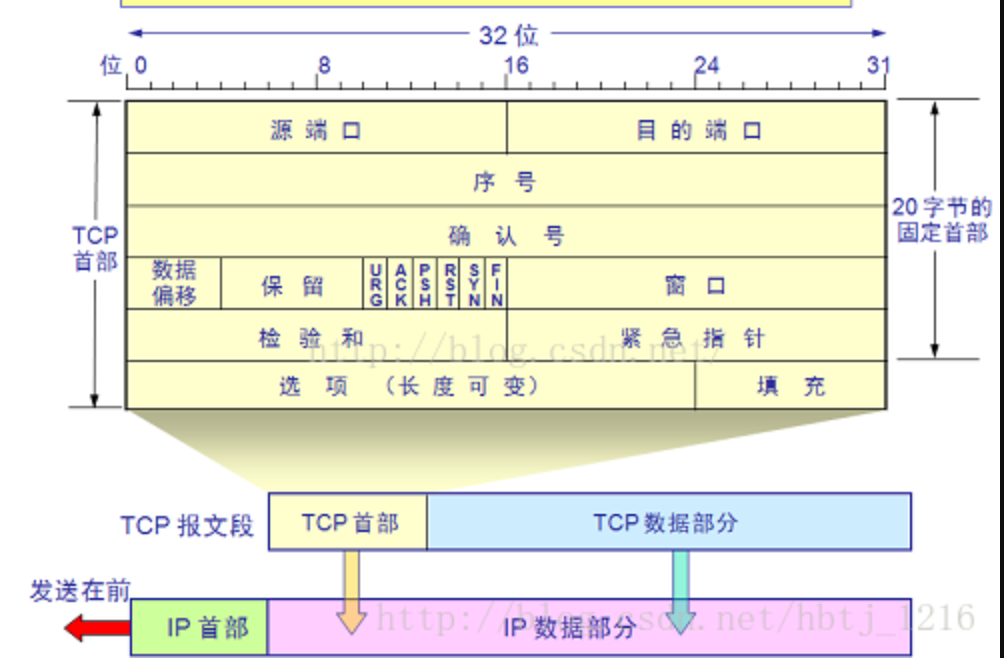 32 位
位 0 8 16 24 31
源 端 口 目 的 端 口
序 号
20 字节的
固定首部
TCP
首部
确 认 号
数据
偏移
保 留
URG
ACK
PSH
RST
SYN
FIN
窗 口
检 验 和 紧 急 指 针
http://blog.csdn.net/
选 项 （长 度 可 变） 填 充
TCP 报文段 TCP 首部 TCP 数据部分
发送在前
IP 首部 IP 数据部分
http://blog.csdn.net/hbtj_1216